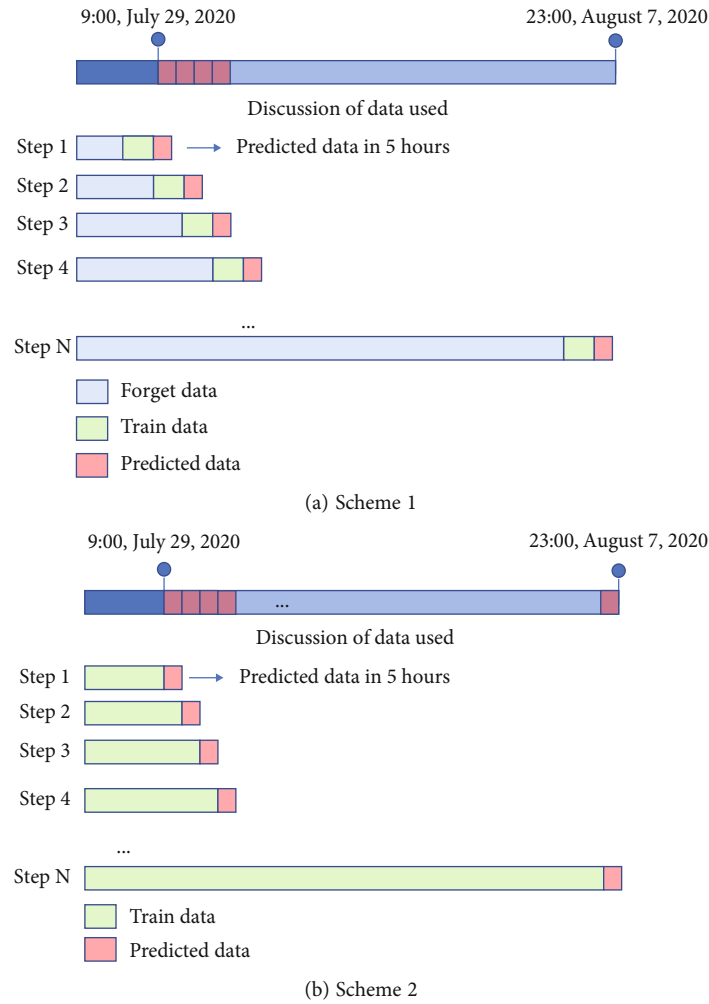 9:00, July 29, 2020
23:00, August 7, 2020
Discussion of data used
Step 1
Predicted data in 5 hours
Step 2
Step 3
Step 4
...
Step N
Forget data
Train data
Predicted data
(a) Scheme 1
9:00, July 29, 2020
23:00, August 7, 2020
...
Discussion of data used
Step 1
Predicted data in 5 hours
Step 2
Step 3
Step 4
...
Step N
Train data
Predicted data
(b) Scheme 2